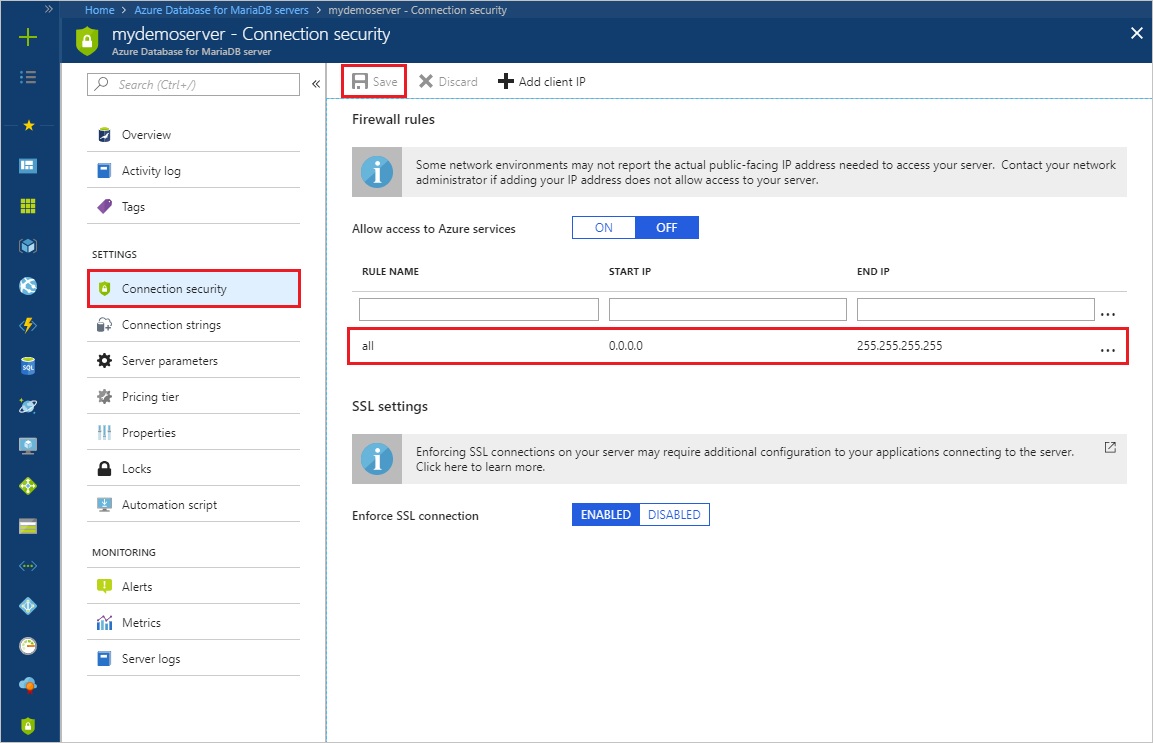 Home > Azure Database for MariaDB servers > mydemoserver - Connection security
mydemoserver - Connection security
Azure Database for MariaDB server
Search (Ctrl+/)
Overview
Activity log
Tags
SETTINGS
Connection security
Connection strings
Server parameters
Pricing tier
Properties
Locks
Automation script
MONITORING
Alerts
Metrics
Server logs
Save Discard Add client IP
Firewall rules
Some network environments may not report the actual public-facing IP address needed to access your server. Contact your network
administrator if adding your IP address does not allow access to your server.
Allow access to Azure services ON OFF
RULE NAME START IP END IP
...
all 0.0.0.0 255.255.255.255 ...
SSL settings
Enforcing SSL connections on your server may require additional configuration to your applications connecting to the server.
Click here to learn more.
Enforce SSL connection ENABLED DISABLED
SQL